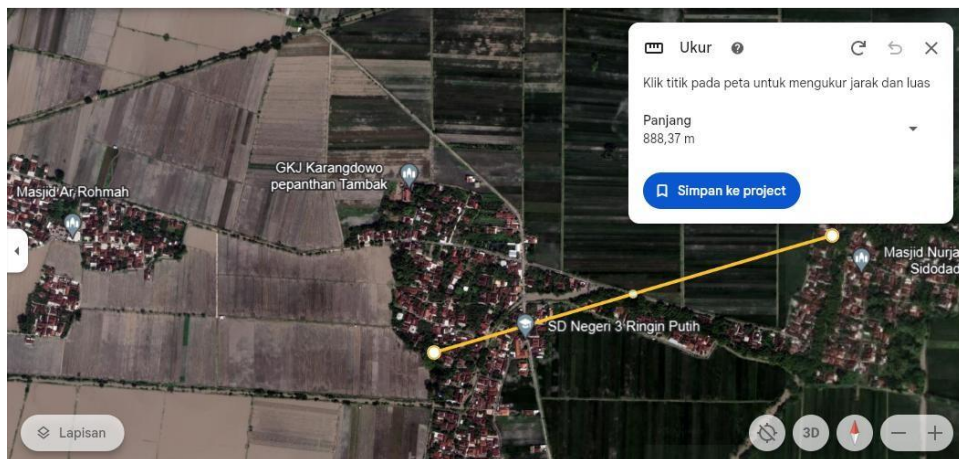 Ukur
Klik titik pada peta untuk mengukur jarak dan luas
Panjang
888,37 m
Simpan ke project
GKJ Karangdowo
pepanthan Tambak
Masjid Ar Rohmah
Masjid Nurja
Sidodad
SD Negeri 3 Ringin Putih
Lapisan
3D